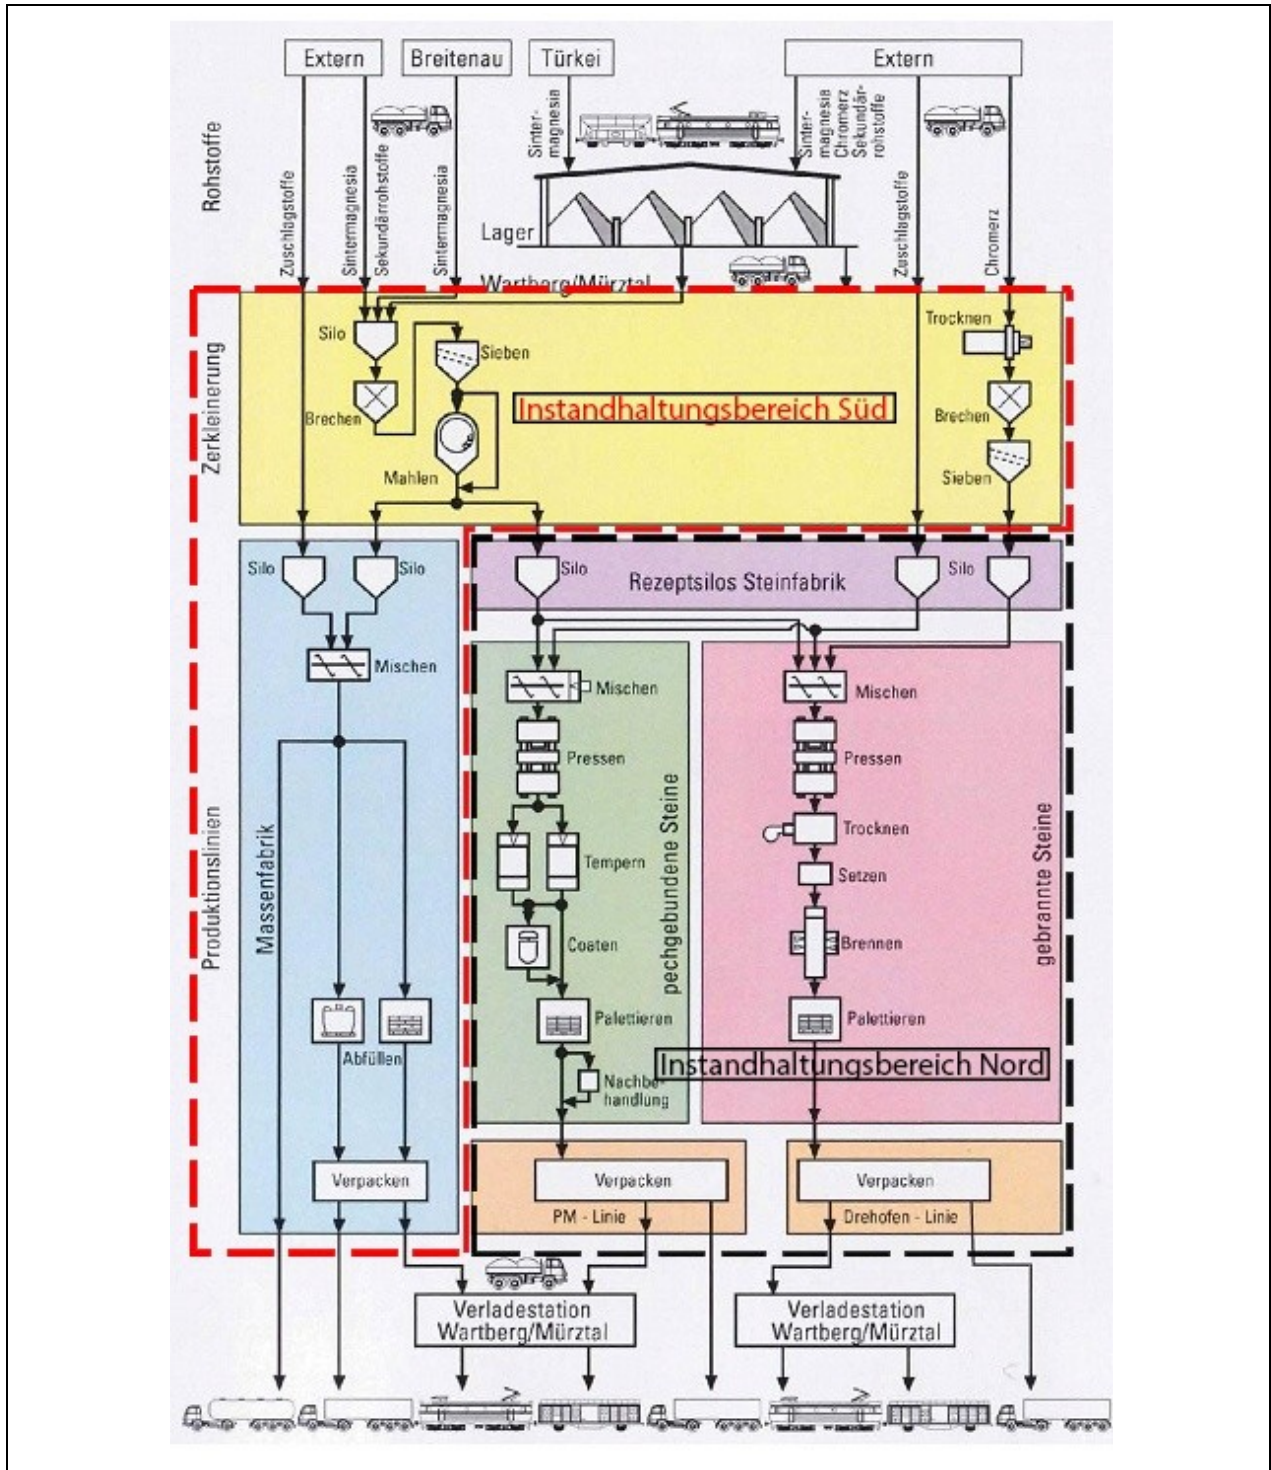 Extern
Breitenau
Türkei
Extern
Rohstoffe
Zuschlagstoffe
Sintermagnesia
Sekundärrohstoffe
Sintermagnesia
Sinter-
magnesia
Sinter-
magnesia
Chromerz
Sekundär-
rohstoffe
Zuschlagstoffe
Chromerz
Lager
Wartberg/Mürztal
Zerkleinerung
Silo
Brechen
Sieben
Mahlen
Instandhaltungsbereich Süd
Trocknen
Brechen
Sieben
Produktionslinien
Silo
Silo
Mischen
Massenfabrik
Abfüllen
Verpacken
Silo
Rezeptsilos Steinfabrik
Silo
Mischen
Pressen
Tempern
Coaten
Palettieren
Nachbe-
handlung
pechgebundene Steine
Mischen
Pressen
Trocknen
Setzen
Brennen
Palettieren
gebrannte Steine
Instandhaltungsbereich Nord
Verpacken
PM - Linie
Verpacken
Drehofen - Linie
Verladestation
Wartberg/Mürztal
Verladestation
Wartberg/Mürztal